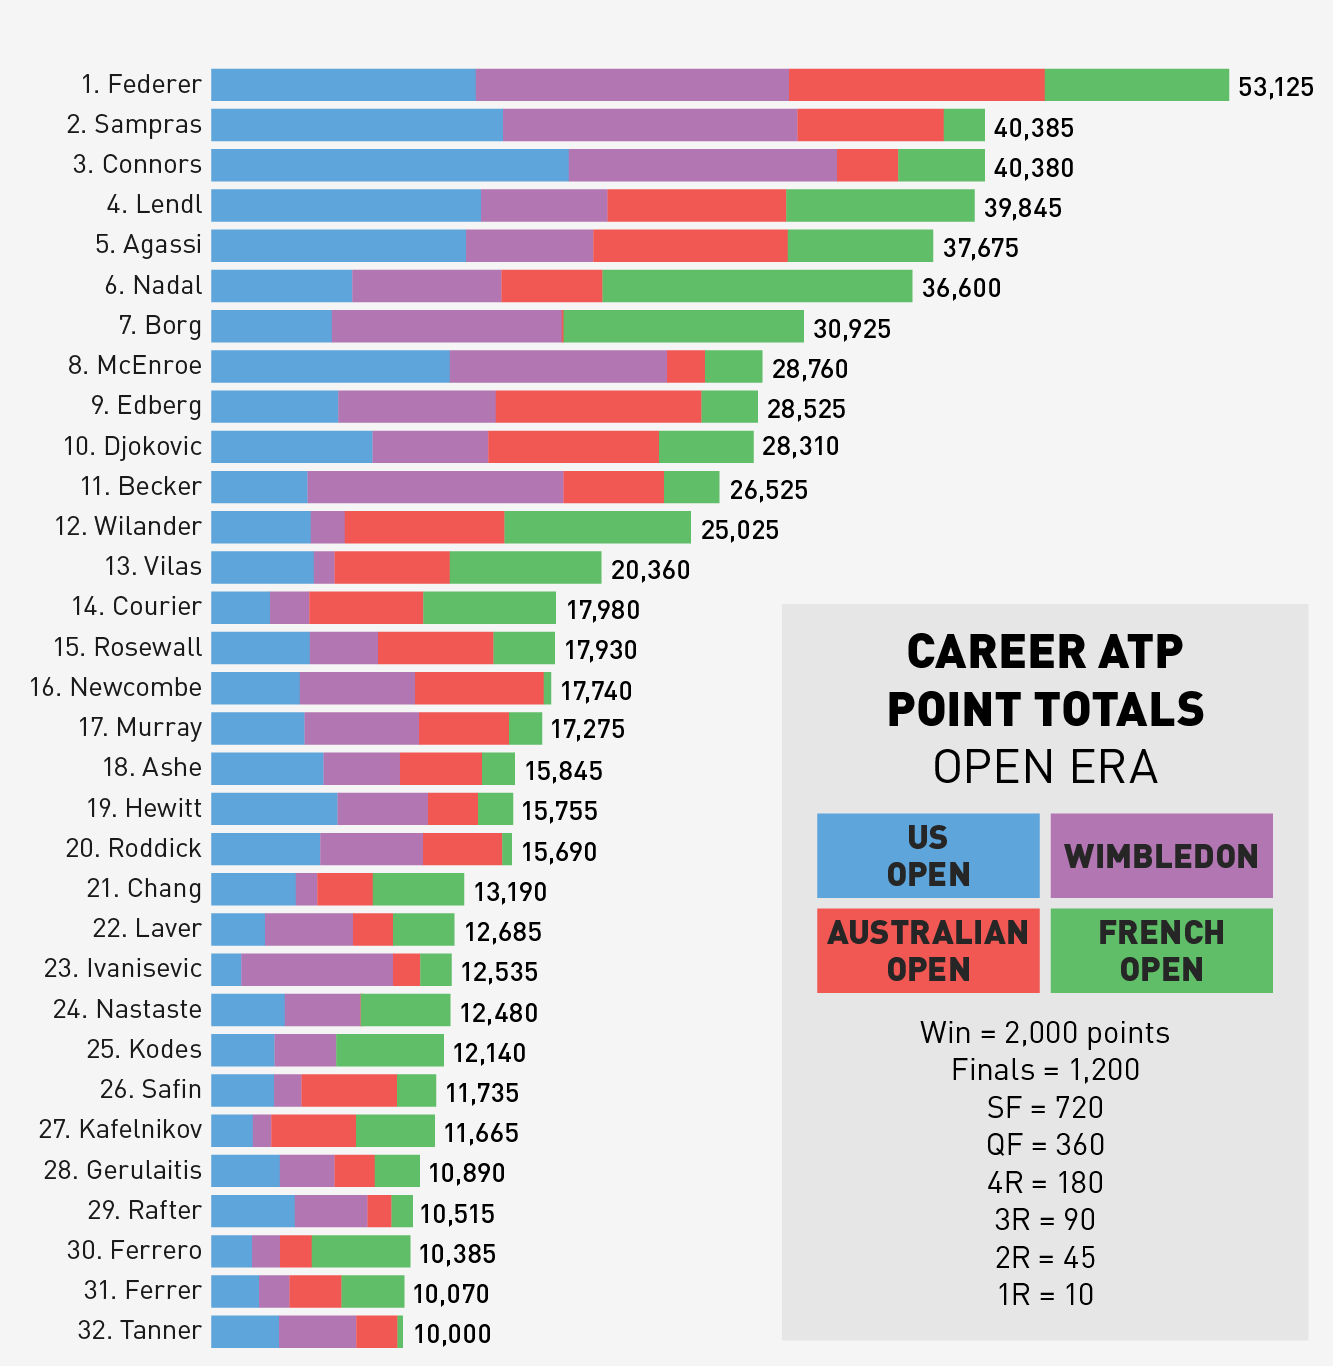 1. Federer 53,125
2. Sampras 40,385
3. Connors 40,380
4. Lendl 39,845
5. Agassi 37,675
6. Nadal 36,600
7. Borg 30,925
8. McEnroe 28,760
9. Edberg 28,525
10. Djokovic 28,310
11. Becker 26,525
12. Wilander 25,025
13. Vilas 20,360
14. Courier 17,980
15. Rosewall 17,930
16. Newcombe 17,740
17. Murray 17,275
18. Ashe 15,845
19. Hewitt 15,755
20. Roddick 15,690
21. Chang 13,190
22. Laver 12,685
23. Ivanisevic 12,535
24. Nastaste 12,480
25. Kodes 12,140
26. Safin 11,735
27. Kafelnikov 11,665
28. Gerulaitis 10,890
29. Rafter 10,515
30. Ferrero 10,385
31. Ferrer 10,070
32. Tanner 10,000
CAREER ATP
POINT TOTALS
OPEN ERA
US
OPEN
WIMBLEDON
AUSTRALIAN
OPEN
FRENCH
OPEN
Win = 2,000 points
Finals = 1,200
SF = 720
QF = 360
4R = 180
3R = 90
2R = 45
1R = 10